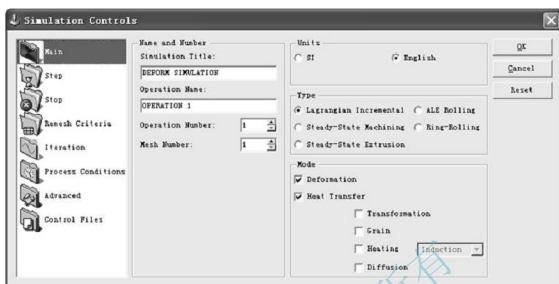 Simulation Controls
Main
Step
Stop
Remesh Criteria
Iteration
Process Conditions
Advanced
Control Files
Name and Number
Simulation Title:
DEFORM SIMULATION
Operation Name:
OPERATION 1
Operation Number: 1
Mesh Number: 1
Units
SI English
Type
Lagrangian Incremental ALE Rolling
Steady-State Machining Ring-Rolling
Steady-State Extrusion
Mode
Deformation
Heat Transfer
Transformation
Grain
Heating Induction
Diffusion
OK
Cancel
Reset